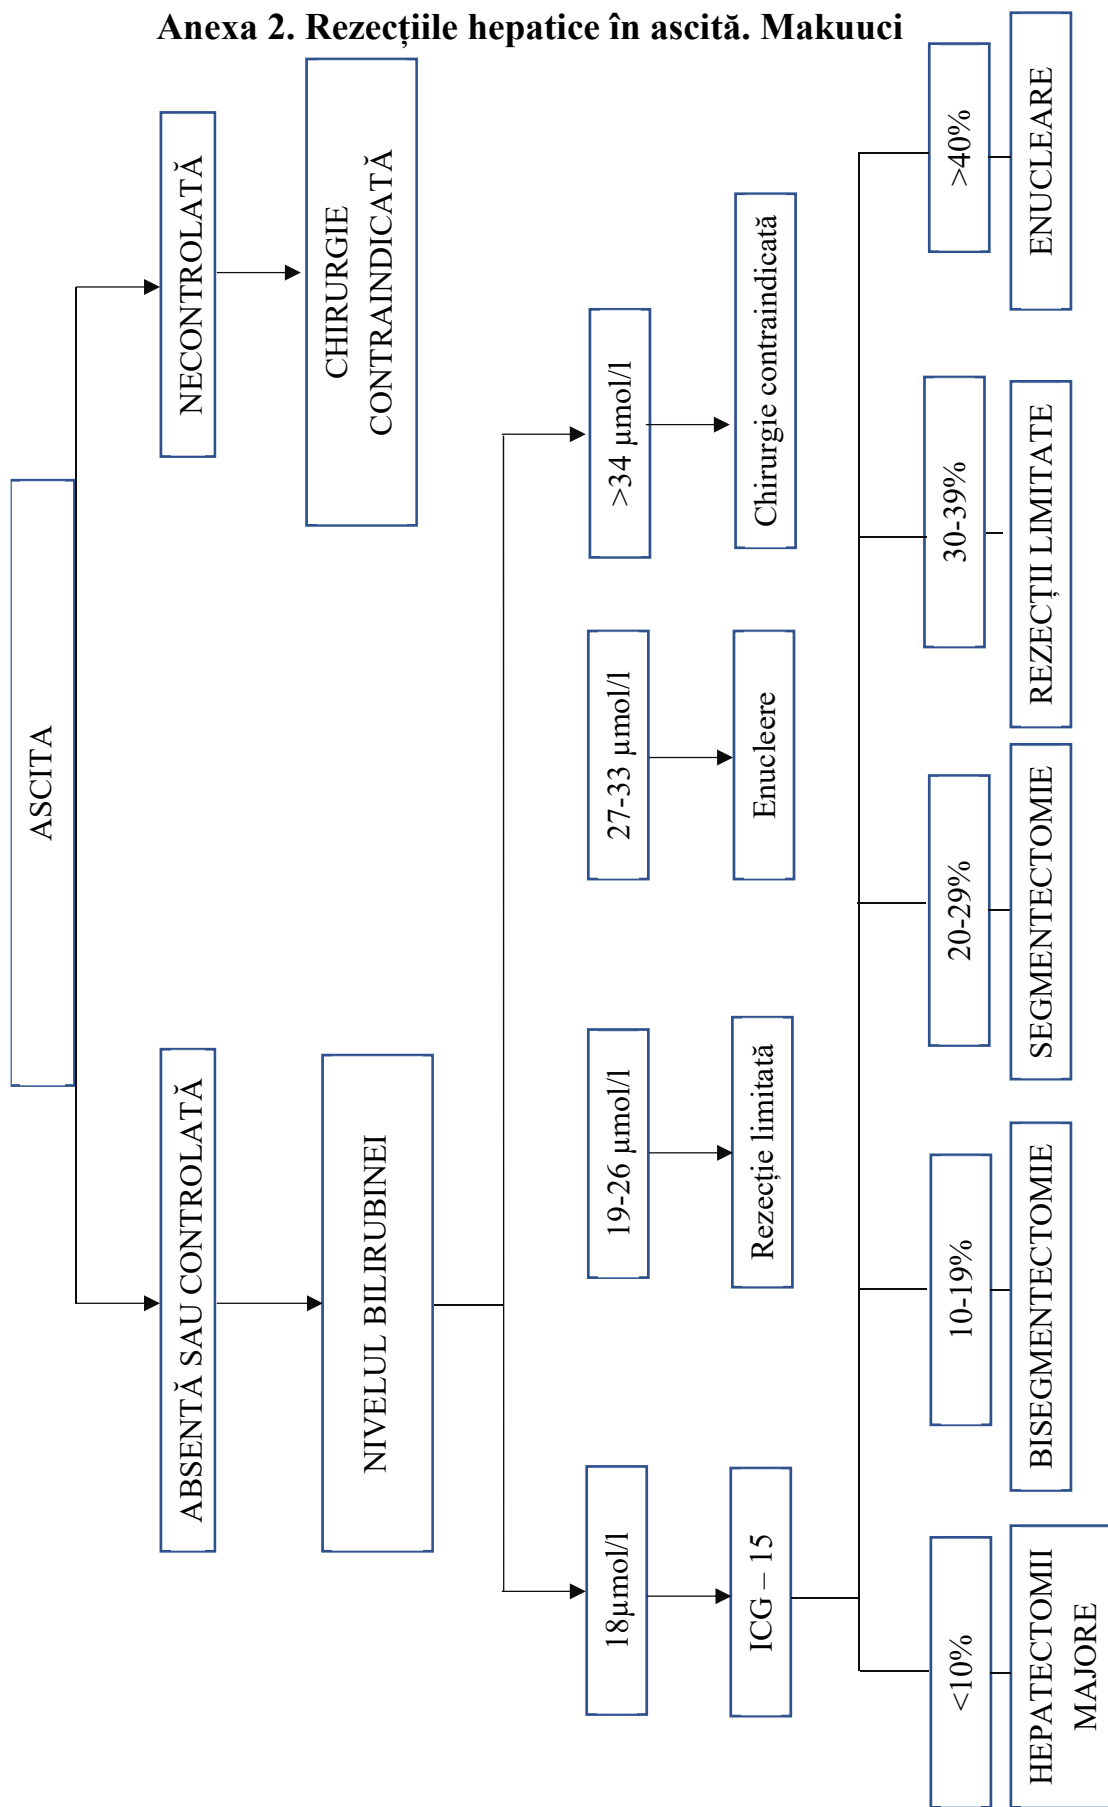 Anexa 2. Rezecțiile hepatice în ascită. Makuuci
ASCITA
ABSENTĂ SAU CONTROLATĂ
NECONTROLATĂ
NIVELUL BILIRUBINEI
CHIRURGIE
CONTRAINDICATĂ
18µmol/l
19-26 µmol/l
27-33 µmol/l
>34 µmol/l
ICG – 15
Rezecție limitată
Enucleere
Chirurgie contraindicată
<10%
10-19%
20-29%
30-39%
>40%
HEPATECTOMII
MAJORE
BISEGMENTECTOMIE
SEGMENTECTOMIE
REZECȚII LIMITATE
ENUCLEARE